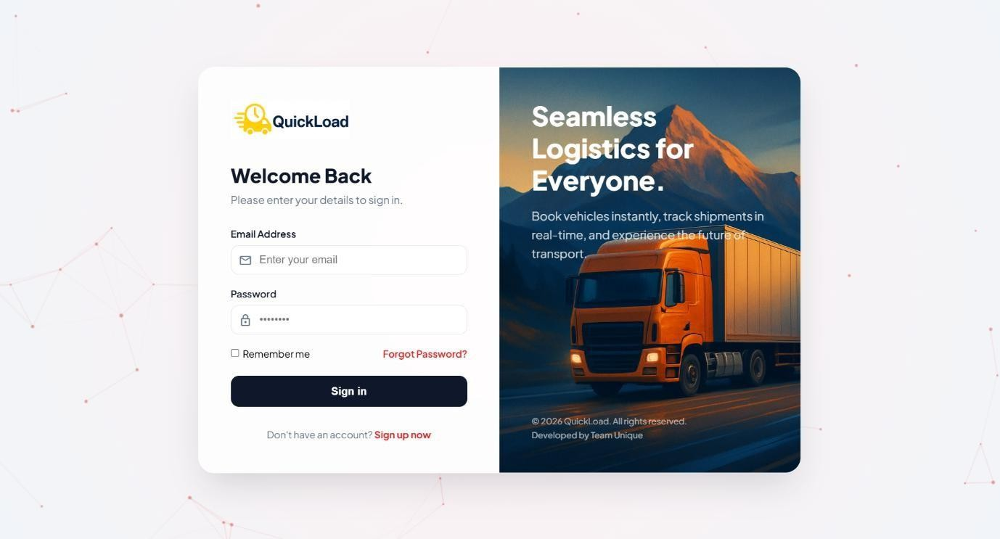 QuickLoad
Welcome Back
Please enter your details to sign in.
Email Address
Enter your email
Password
••••••••
Remember me
Forgot Password?
Sign in
Don't have an account? Sign up now
Seamless
Logistics for
Everyone.
Book vehicles instantly, track shipments in
real-time, and experience the future of
transport.
© 2026 QuickLoad. All rights reserved.
Developed by Team Unique